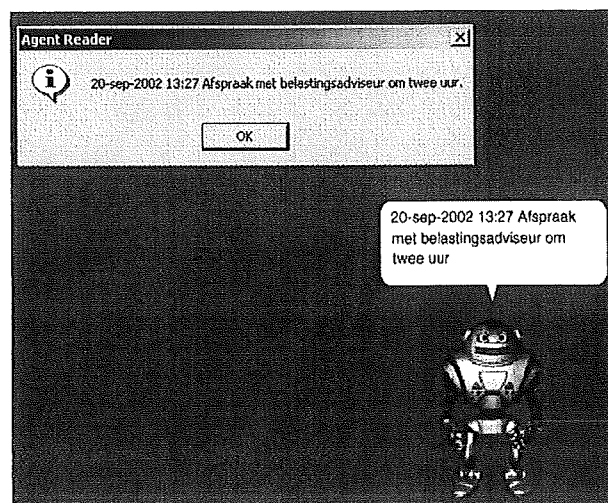 Agent Reader
20-sep-2002 13:27 Afspraak met belastingsadviseur om twee uur.
OK
20-sep-2002 13:27 Afspraak
met belastingsadviseur om
twee uur